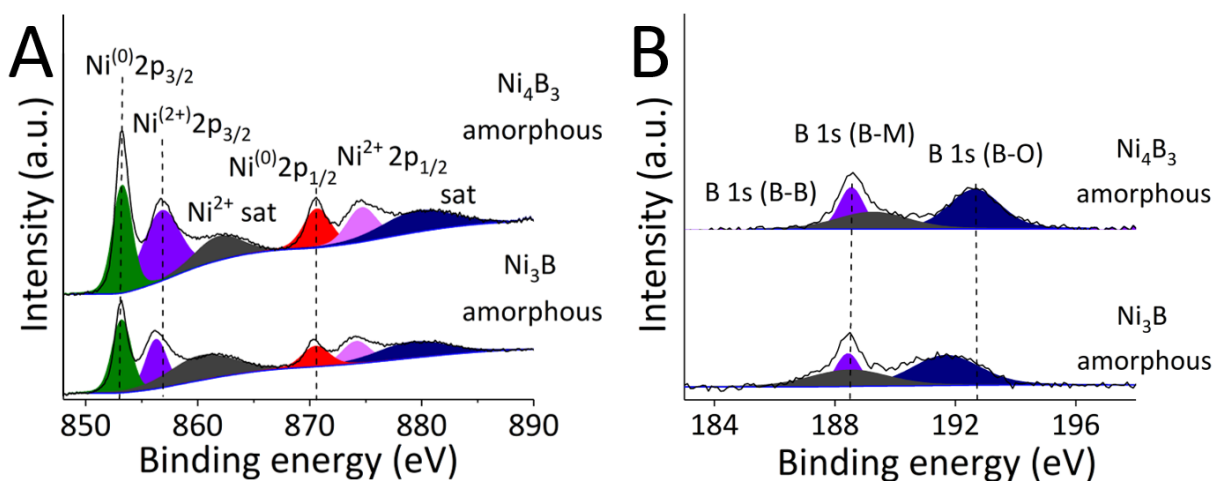 A
Intensity (a.u.)
Ni⁽⁰⁾2p₃/₂
Ni⁽²⁺⁾2p₃/₂
Ni²⁺ sat
Ni⁽⁰⁾2p₁/₂
Ni²⁺ 2p₁/₂
sat
Ni₄B₃
amorphous
Ni₃B
amorphous
850 860 870 880 890
Binding energy (eV)
B
Intensity (a.u.)
B 1s (B-B)
B 1s (B-M)
B 1s (B-O)
Ni₄B₃
amorphous
Ni₃B
amorphous
184 188 192 196
Binding energy (eV)